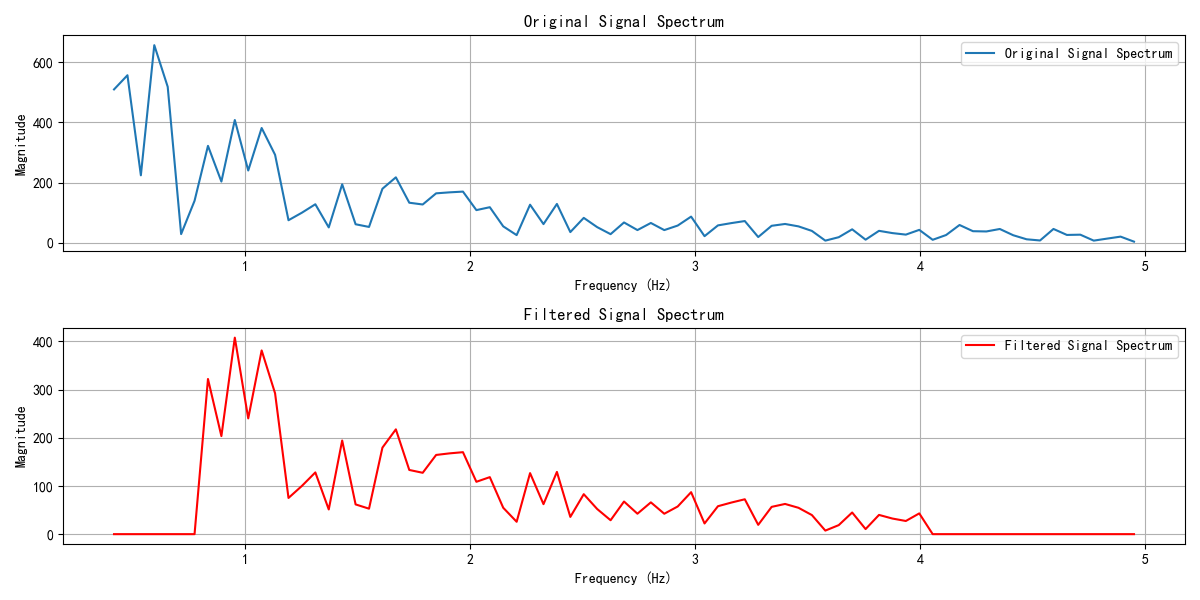 Original Signal Spectrum
Original Signal Spectrum
Magnitude
600
400
200
0
1 2 3 4 5
Frequency (Hz)
Filtered Signal Spectrum
Filtered Signal Spectrum
Magnitude
400
300
200
100
0
1 2 3 4 5
Frequency (Hz)